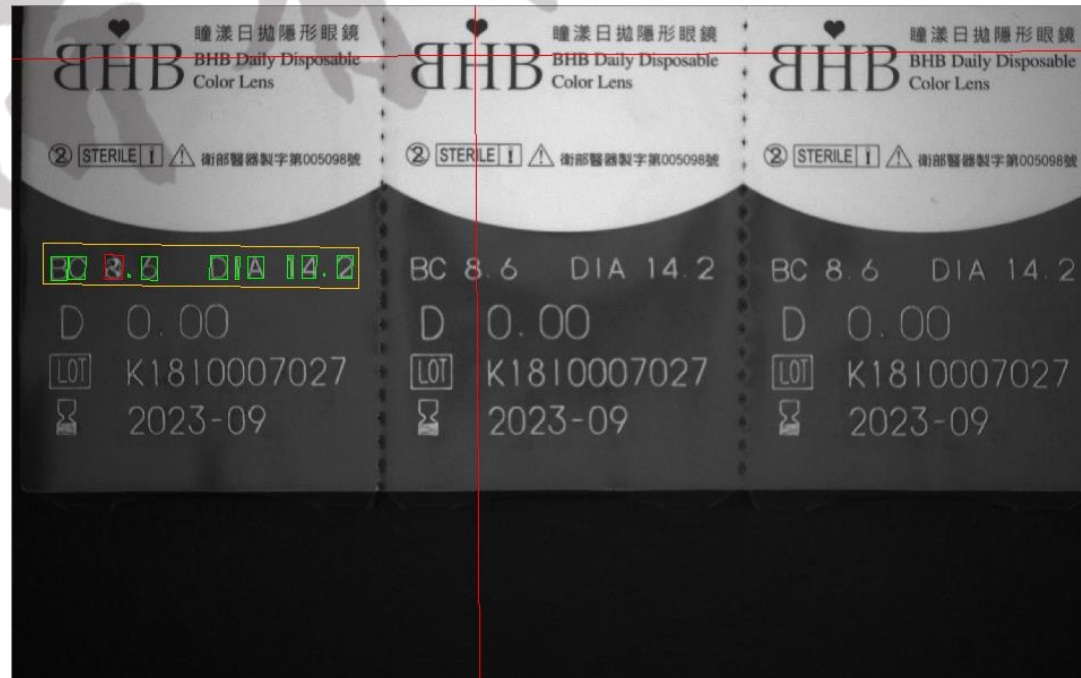 BHB
瞳漾日拋隱形眼鏡
BHB Daily Disposable
Color Lens
② STERILE ! 衛部醫器製字第005098號
BC 8.6 DIA 14.2
D 0.00
LOT K1810007027
2023-09
BHB
瞳漾日拋隱形眼鏡
BHB Daily Disposable
Color Lens
② STERILE ! 衛部醫器製字第005098號
BC 8.6 DIA 14.2
D 0.00
LOT K1810007027
2023-09
BHB
瞳漾日拋隱形眼鏡
BHB Daily Disposable
Color Lens
② STERILE ! 衛部醫器製字第005098號
BC 8.6 DIA 14.2
D 0.00
LOT K1810007027
2023-09